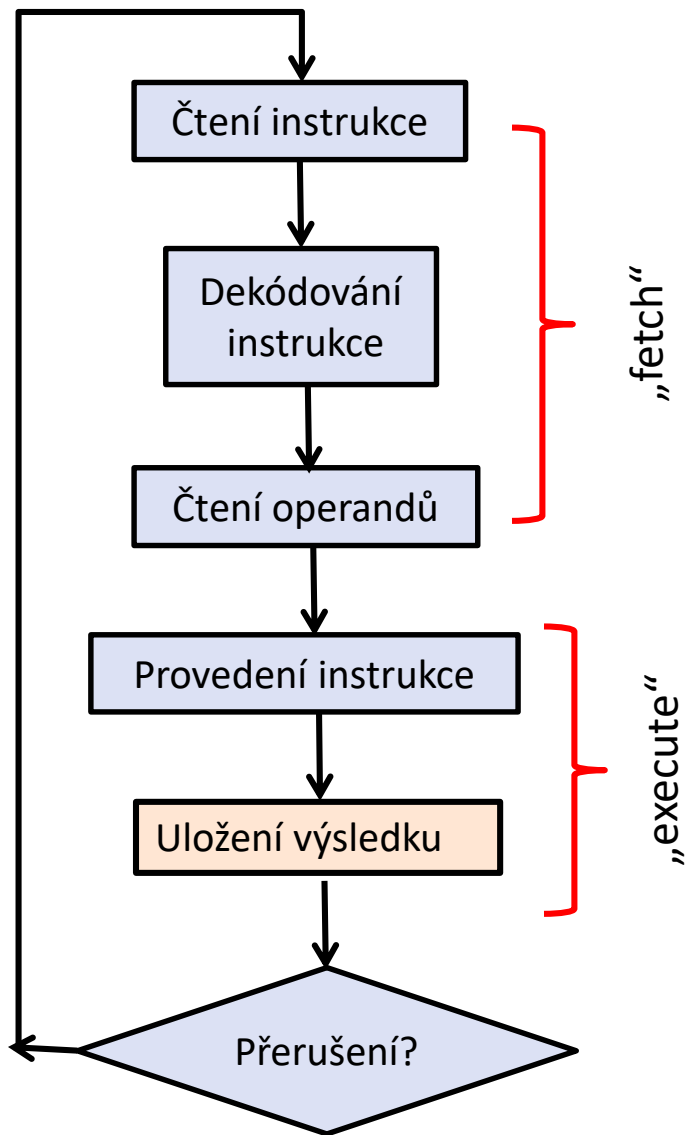 Čtení instrukce
Dekódování
instrukce
„fetch“
Čtení operandů
Provedení instrukce
„execute“
Uložení výsledku
Přerušení?